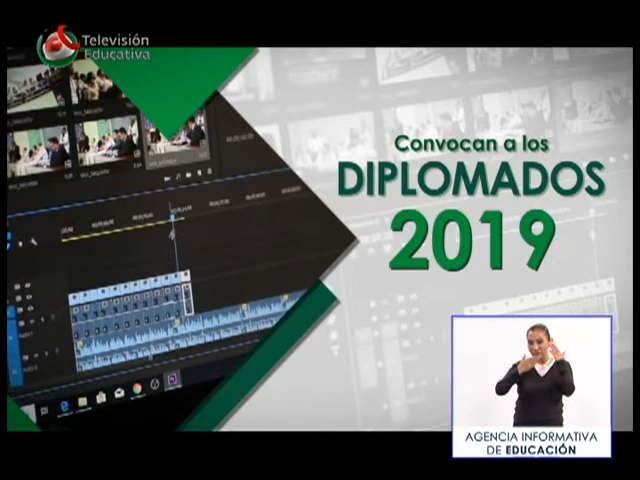 Televisión
Educativa
Convocan a los
DIPLOMADOS
2019
AGENCIA INFORMATIVA
DE EDUCACIÓN